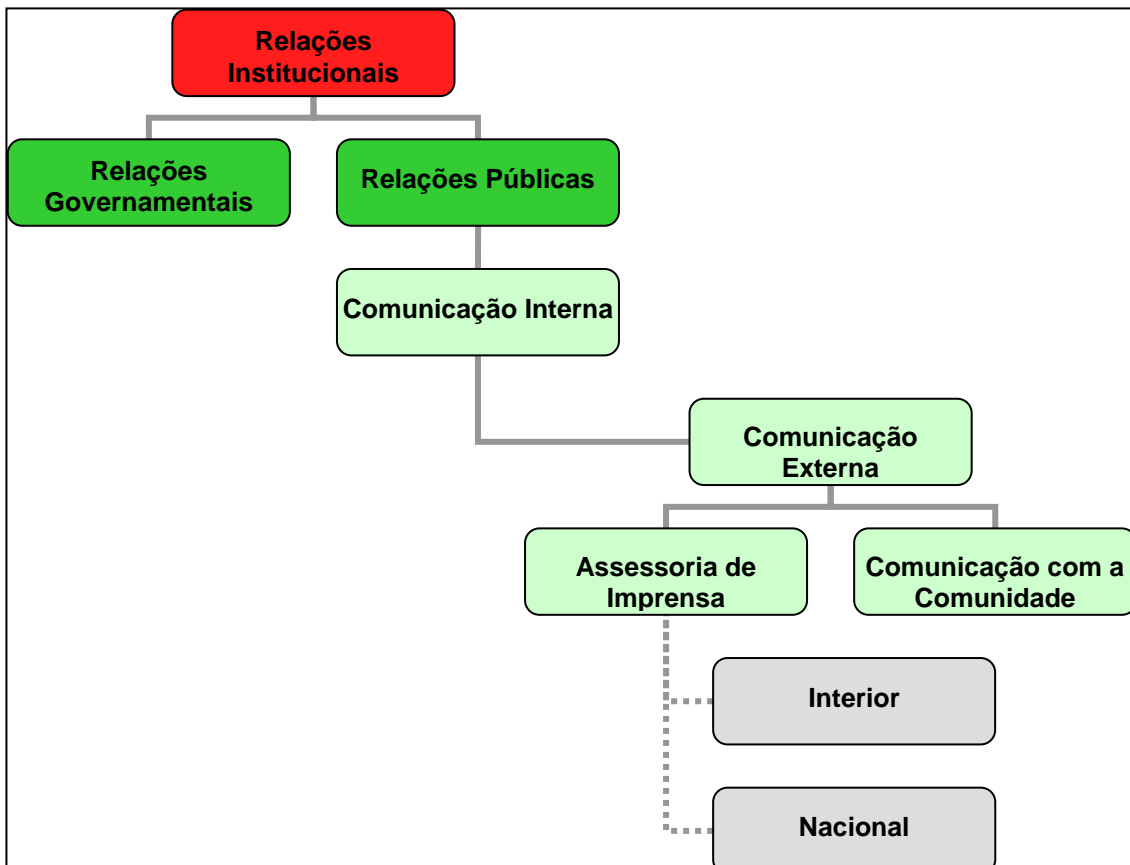 Relações
Institucionais
Relações
Governamentais
Relações Públicas
Comunicação Interna
Comunicação
Externa
Assessoria de
Imprensa
Comunicação com a
Comunidade
Interior
Nacional